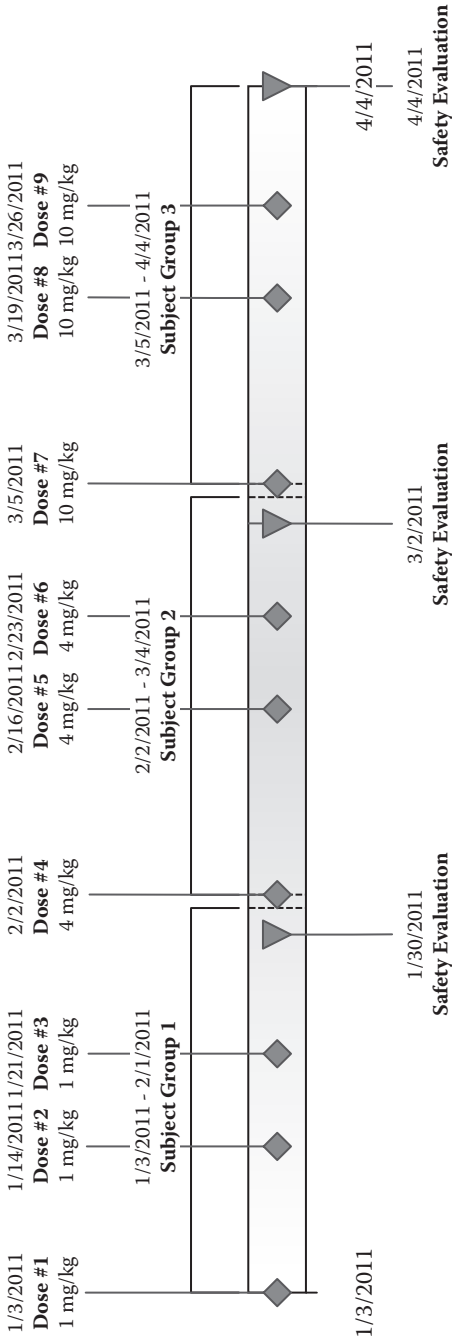 1/3/2011
Dose #1
1 mg/kg
1/14/20111/21/2011
Dose #2 Dose #3
1 mg/kg 1 mg/kg
2/2/2011
Dose #4
4 mg/kg
2/16/20112/23/2011
Dose #5 Dose #6
4 mg/kg 4 mg/kg
3/5/2011
Dose #7
10 mg/kg
3/19/20113/26/2011
Dose #8 Dose #9
10 mg/kg 10 mg/kg
1/3/2011 - 2/1/2011
Subject Group 1
2/2/2011 - 3/4/2011
Subject Group 2
3/5/2011 - 4/4/2011
Subject Group 3
1/3/2011
4/4/2011
1/30/2011
Safety Evaluation
3/2/2011
Safety Evaluation
4/4/2011
Safety Evaluation